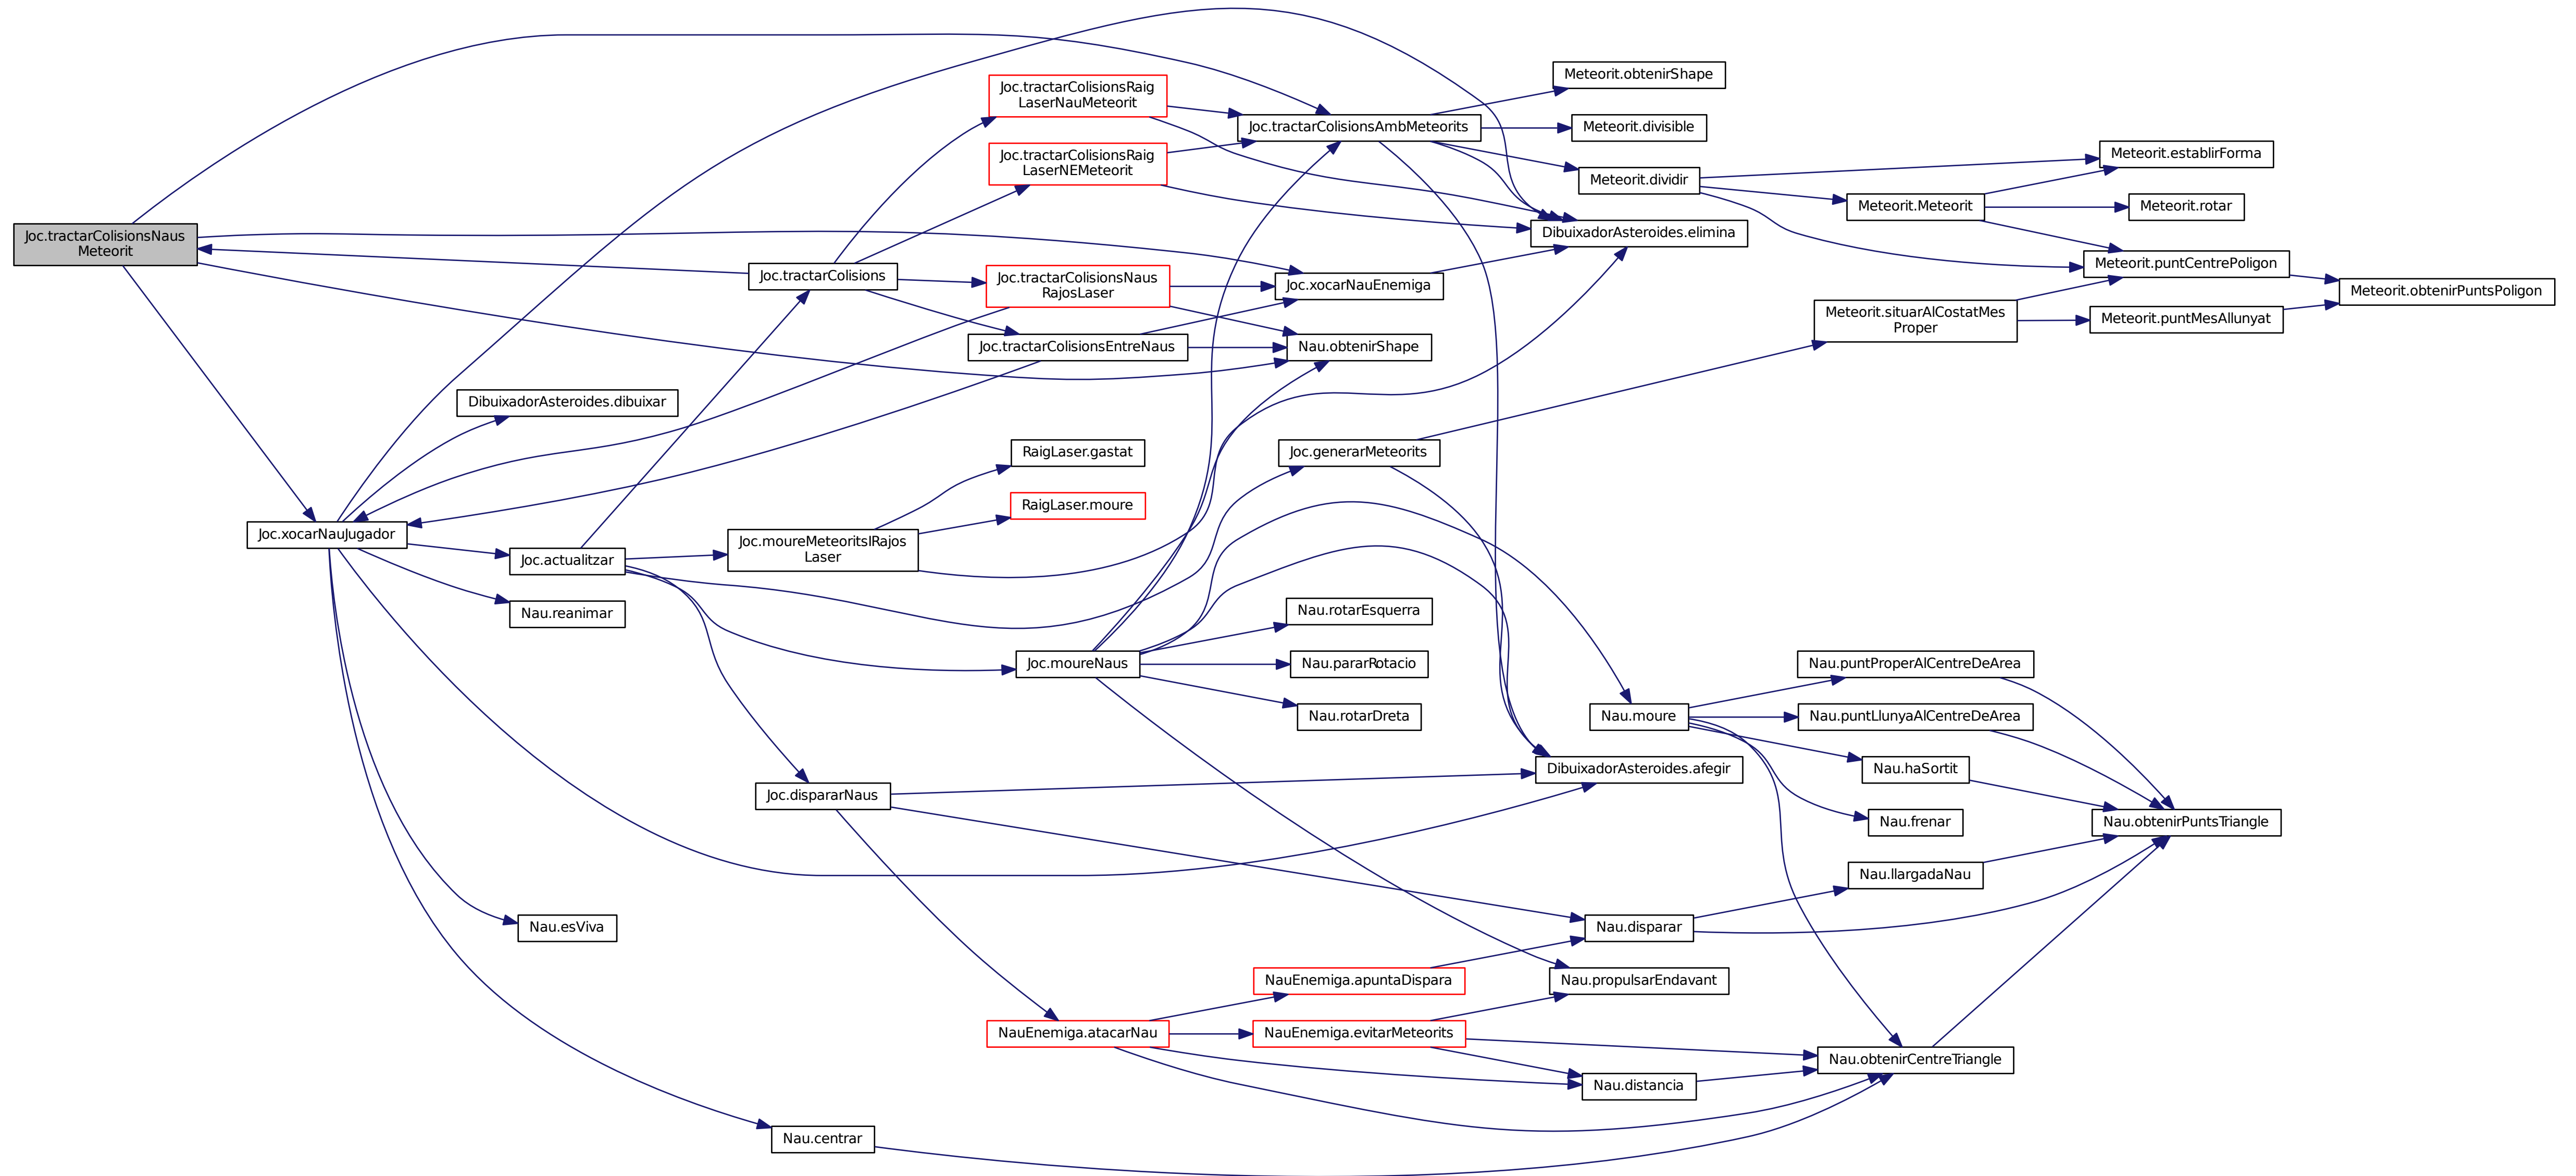 Joc.tractarColisionsNaus
Meteorit
Joc.xocarNauJugador
DibuixadorAsteroides.dibuixar
Joc.actualitzar
Nau.reanimar
Nau.esViva
Joc.tractarColisions
Joc.moureMeteoritsIRajos
Laser
Joc.dispararNaus
Nau.centrar
Joc.tractarColisionsRaig
LaserNauMeteorit
Joc.tractarColisionsRaig
LaserNEMeteorit
Joc.tractarColisionsNaus
RajosLaser
Joc.tractarColisionsEntreNaus
RaigLaser.gastat
RaigLaser.moure
Joc.moureNaus
NauEnemiga.atacarNau
Joc.tractarColisionsAmbMeteorits
Joc.xocarNauEnemiga
Nau.obtenirShape
Joc.generarMeteorits
Nau.rotarEsquerra
Nau.pararRotacio
Nau.rotarDreta
NauEnemiga.apuntaDispara
NauEnemiga.evitarMeteorits
Meteorit.obtenirShape
Meteorit.divisible
Meteorit.dividir
DibuixadorAsteroides.elimina
Nau.moure
DibuixadorAsteroides.afegir
Nau.disparar
Nau.propulsarEndavant
Nau.distancia
Meteorit.Meteorit
Meteorit.situarAlCostatMes
Proper
Nau.puntProperAlCentreDeArea
Nau.puntLlunyaAlCentreDeArea
Nau.haSortit
Nau.frenar
Nau.llargadaNau
Nau.obtenirCentreTriangle
Meteorit.establirForma
Meteorit.rotar
Meteorit.puntCentrePoligon
Meteorit.puntMesAllunyat
Nau.obtenirPuntsTriangle
Meteorit.obtenirPuntsPoligon